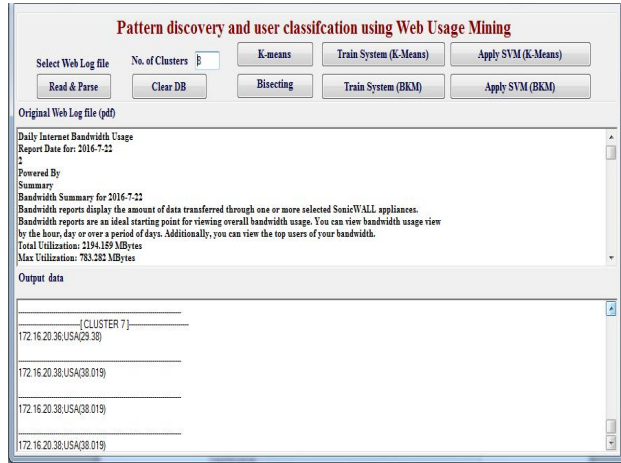 Pattern discovery and user classifcation using Web Usage Mining
Select Web Log file No. of Clusters 8 K-means Train System (K-Means) Apply SVM (K-Means)
Read & Parse Clear DB Bisecting Train System (BKM) Apply SVM (BKM)
Original Web Log file (pdf)
Daily Internet Bandwidth Usage
Report Date for: 2016-7-22
2
Powered By
Summary
Bandwidth Summary for 2016-7-22
Bandwidth reports display the amount of data transferred through one or more selected SonicWALL appliances.
Bandwidth reports are an ideal starting point for viewing overall bandwidth usage. You can view bandwidth usage view
by the hour, day or over a period of days. Additionally, you can view the top users of your bandwidth.
Total Utilization: 2194.159 MBytes
Max Utilization: 783.282 MBytes
Output data
[ CLUSTER 7 ]
172.16.20.36;USA(29.38)
172.16.20.38;USA(38.019)
172.16.20.38;USA(38.019)
172.16.20.38;USA(38.019)